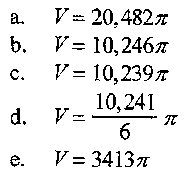 a. V = 20,482π
b. V = 10,246π
c. V = 10,239π
d. V = 10,241/6 π
e. V = 3413π